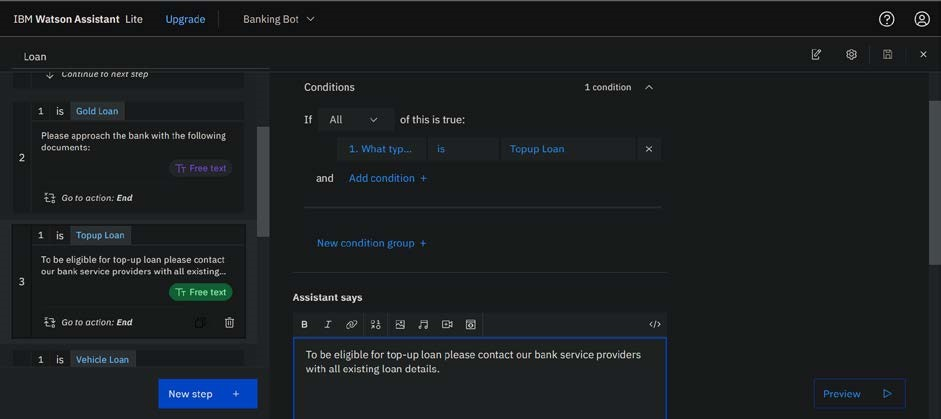 IBM Watson Assistant Lite
Upgrade
Banking Bot
Loan
Continue to next step
1 is Gold Loan
Please approach the bank with the following
documents:
2
Free text
Go to action: End
1 is Topup Loan
To be eligible for top-up loan please contact
our bank service providers with all existing...
3
Free text
Go to action: End
1 is Vehicle Loan
New step +
Conditions
1 condition
If All of this is true:
1. What typ... is Topup Loan
and Add condition +
New condition group +
Assistant says
B I </>
To be eligible for top-up loan please contact our bank service providers
with all existing loan details.
Preview